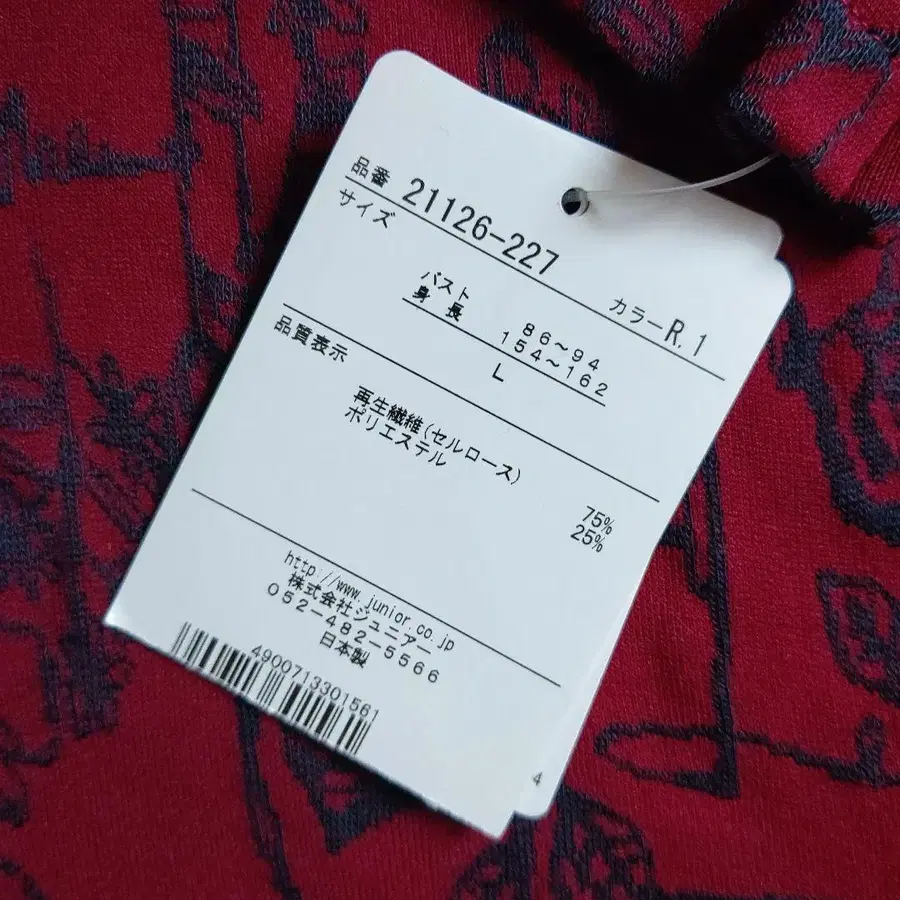 品番 21126-227
カラー R.1
サイズ
バスト 86～94
身長 154～162
L
品質表示
再生繊維(セルロース) 75%
ポリエステル 25%
http://www.junior.co.jp
株式会社ジュニアー
052-482-5566
日本製
4900713301561
4